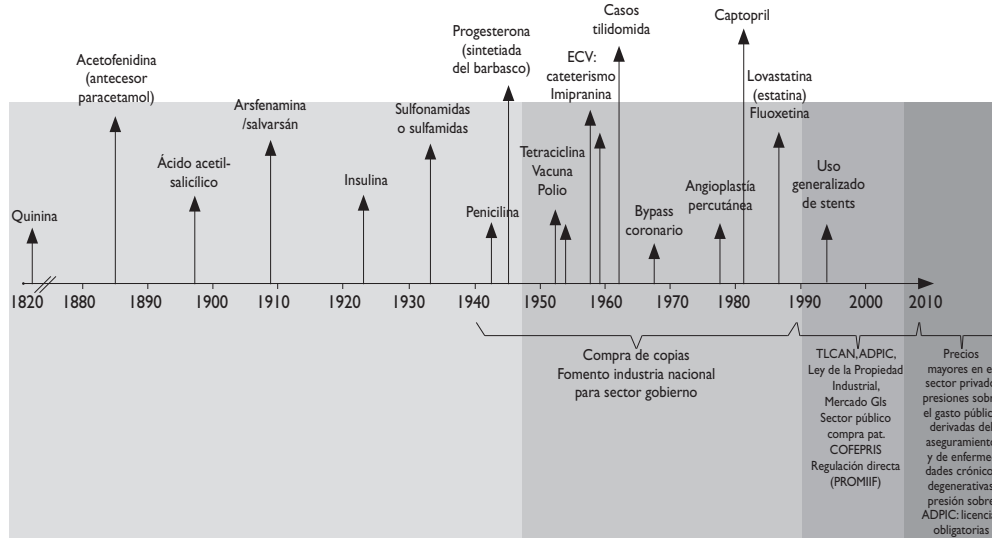 Casos
tilidomida
Captopril
Progesterona
(sintetiada
del barbasco)
Acetofenidina
(antecesor
paracetamol)
ECV:
cateterismo
Imipranina
Lovastatina
(estatina)
Fluoxetina
Arsfenamina
/salvarsán
Sulfonamidas
o sulfamidas
Ácido acetil-
salicílico
Insulina
Tetraciclina
Vacuna
Polio
Angioplastía
percutánea
Uso
generalizado
de stents
Quinina
Penicilina
Bypass
coronario
1820 1880 1890 1900 1910 1920 1930 1940 1950 1960 1970 1980 1990 2000 2010
Compra de copias
Fomento industria nacional
para sector gobierno
TLCAN, ADPIC,
Ley de la Propiedad
Industrial,
Mercado GIs
Sector público
compra pat.
COFEPRIS
Regulación directa
(PROMIIF)
Precios
mayores en e
sector privado
presiones sobr
el gasto públic
derivadas del
aseguramiento
y de enferme
dades crónico
degenerativas
presión sobre
ADPIC: licencia
obligatorias